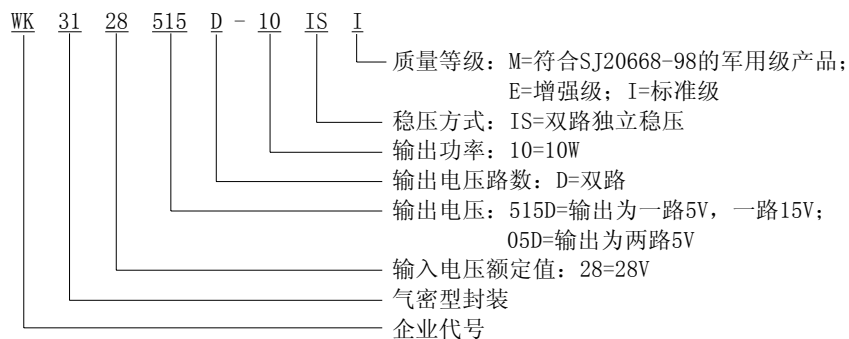 WK 31 28 515 D - 10 IS I
质量等级：M=符合SJ20668-98的军用级产品；
E=增强级；I=标准级
稳压方式：IS=双路独立稳压
输出功率：10=10W
输出电压路数：D=双路
输出电压：515D=输出为一路5V，一路15V；
05D=输出为两路5V
输入电压额定值：28=28V
气密型封装
企业代号